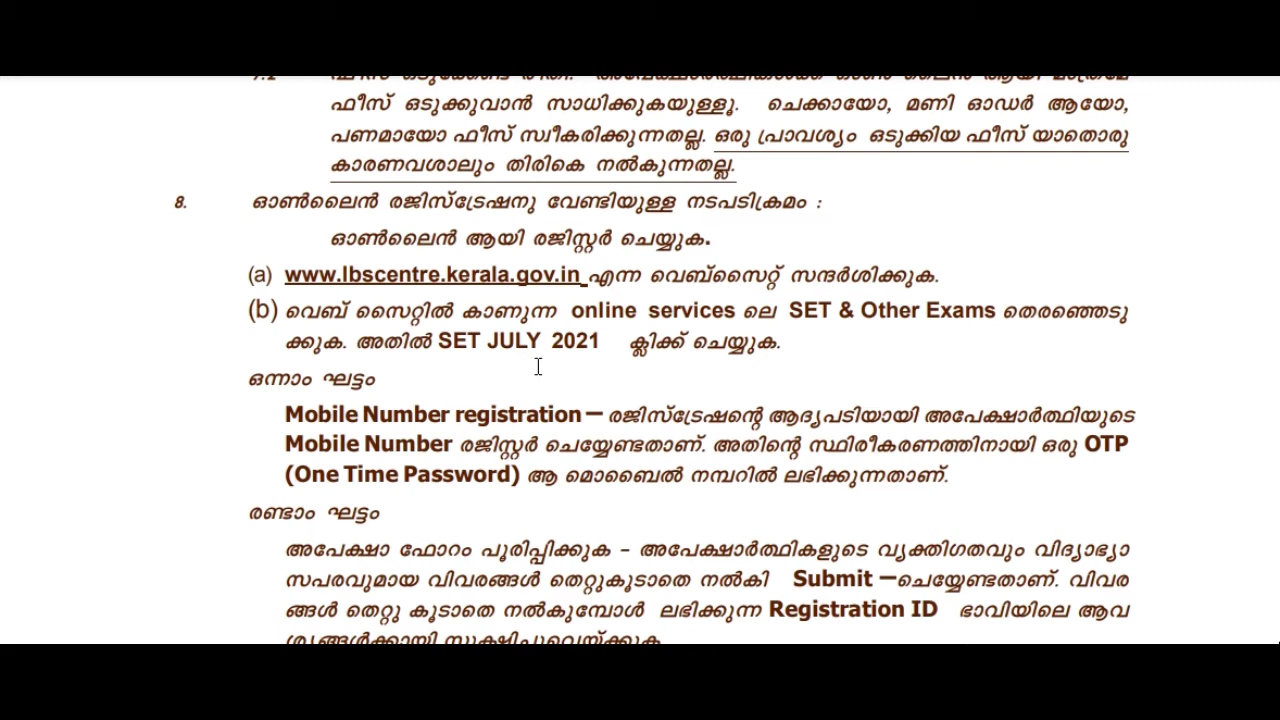 ഫീസ് ഒടുക്കുവാൻ സാധിക്കുകയുള്ളൂ. ചെക്കായോ, മണി ഓഡർ ആയോ,
പണമായോ ഫീസ് സ്വീകരിക്കുന്നതല്ല. ഒരു പ്രാവശ്യം ഒടുക്കിയ ഫീസ് യാതൊരു
കാരണവശാലും തിരികെ നൽകുന്നതല്ല.
8. ഓൺലൈൻ രജിസ്ട്രേഷനു വേണ്ടിയുള്ള നടപടിക്രമം :
ഓൺലൈൻ ആയി രജിസ്റ്റർ ചെയ്യുക.
(a) www.lbscentre.kerala.gov.in എന്ന വെബ്സൈറ്റ് സന്ദർശിക്കുക.
(b) വെബ് സൈറ്റിൽ കാണുന്ന online services ലെ SET & Other Exams തെരഞ്ഞെടു
ക്കുക. അതിൽ SET JULY 2021 ക്ലിക്ക് ചെയ്യുക.
ഒന്നാം ഘട്ടം
Mobile Number registration – രജിസ്ട്രേഷന്റെ ആദ്യപടിയായി അപേക്ഷാർത്ഥിയുടെ
Mobile Number രജിസ്റ്റർ ചെയ്യേണ്ടതാണ്. അതിന്റെ സ്ഥിരീകരണത്തിനായി ഒരു OTP
(One Time Password) ആ മൊബൈൽ നമ്പറിൽ ലഭിക്കുന്നതാണ്.
രണ്ടാം ഘട്ടം
അപേക്ഷാ ഫോറം പൂരിപ്പിക്കുക – അപേക്ഷാർത്ഥികളുടെ വ്യക്തിഗതവും വിദ്യാഭ്യാ
സപരവുമായ വിവരങ്ങൾ തെറ്റുകൂടാതെ നൽകി Submit –ചെയ്യേണ്ടതാണ്. വിവര
ങ്ങൾ തെറ്റു കൂടാതെ നൽകുമ്പോൾ ലഭിക്കുന്ന Registration ID ഭാവിയിലെ ആവ
ശ്യങ്ങൾക്കായി സൂക്ഷിച്ചുവെയ്ക്കുക